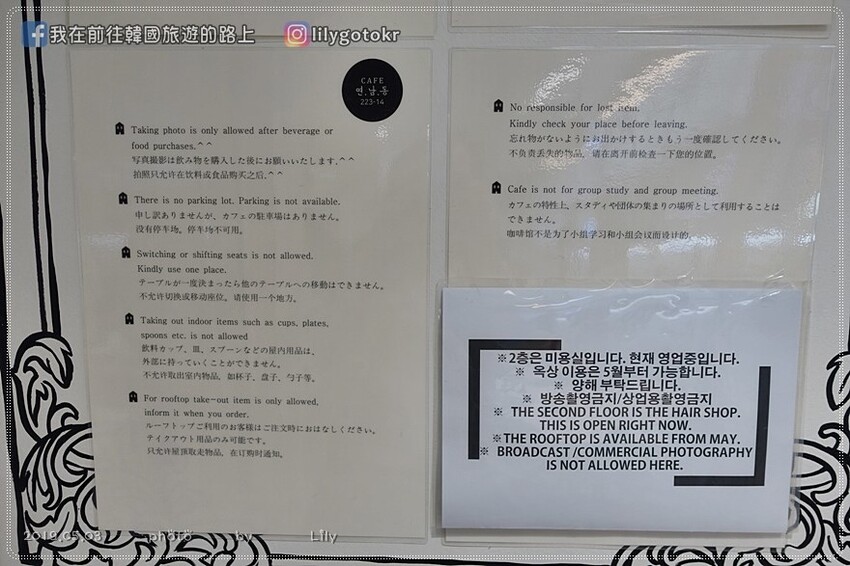 我在前往韓國旅遊的路上
lilygotokr
CAFE
연.남.동
223-14
Taking photo is only allowed after beverage or
food purchases.^^
写真撮影は飲み物を購入した後にお願いいたします.^^
拍照只允许在饮料或食品购买之后.^^
There is no parking lot. Parking is not available.
申し訳ありませんが、カフェの駐車場はありません。
没有停车场。停车场不可用。
Switching or shifting seats is not allowed.
Kindly use one place.
テーブルが一度決まったら他のテーブルへの移動はできません。
不允许切换或移动座位。请使用一个地方。
Taking out indoor items such as cups, plates,
spoons etc. is not allowed
飲料カップ、皿、スプーンなどの屋内用品は、
外部に持っていくことができません。
不允许取出室内物品，如杯子、盘子、勺子等。
For rooftop take-out item is only allowed,
inform it when you order.
ルーフトップご利用のお客様はご注文時におはなしください。
テイクアウト用品のみ可能です。
只允许屋顶取走物品，在订购时通知。
No responsible for lost item.
Kindly check your place before leaving.
忘れ物がないようにお出かけするときもう一度確認してください。
不负责丢失的物品，请在离开前检查一下您的位置。
Cafe is not for group study and group meeting.
カフェの特性上、スタディや団体の集まりの場所として利用することは
できません。
咖啡馆不是为了小组学习和小组会议而设计的.
※ 2층은 미용실입니다. 현재 영업중입니다.
※ 옥상 이용은 5월부터 가능합니다.
※ 양해 부탁드립니다.
※ 방송촬영금지/상업용촬영금지
※ THE SECOND FLOOR IS THE HAIR SHOP.
THIS IS OPEN RIGHT NOW.
※ THE ROOFTOP IS AVAILABLE FROM MAY.
※ BROADCAST /COMMERCIAL PHOTOGRAPHY
IS NOT ALLOWED HERE.
2019.05.03 photo by Lily